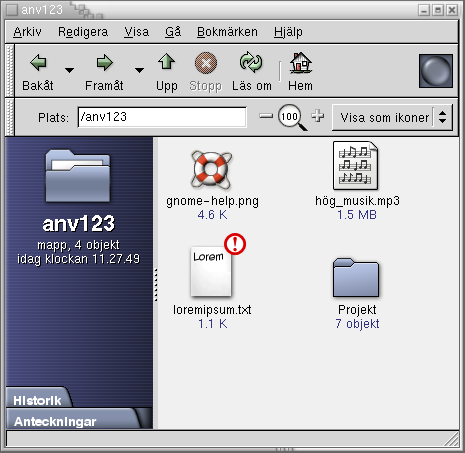 anv123
Arkiv Redigera Visa Gå Bokmärken Hjälp
Bakåt Framåt Upp Stopp Läs om Hem
Plats: /anv123 100 Visa som ikoner
anv123
mapp, 4 objekt
idag klockan 11.27.49
gnome-help.png
4.6 K
hög_musik.mp3
1.5 MB
Lorem
loremipsum.txt
1.1 K
Projekt
7 objekt
Historik
Anteckningar